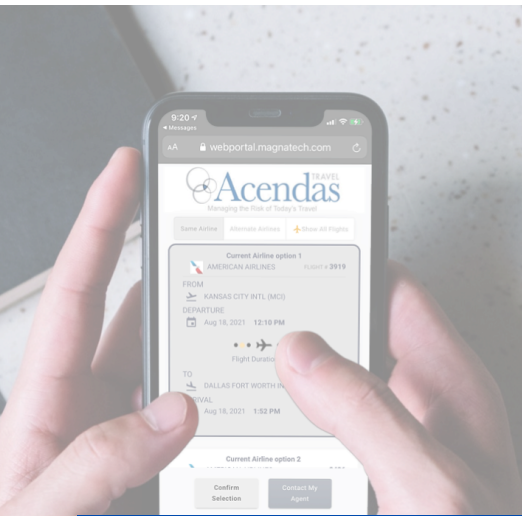 9:20
Messages
AA webportal.magnatech.com
Acendas
TRAVEL
Managing the Risk of Today's Travel
Same Airline Alternate Airlines Show All Flights
Current Airline option 1
AMERICAN AIRLINES FLIGHT # 3919
FROM
KANSAS CITY INTL (MCI)
DEPARTURE
Aug 18, 2021 12:10 PM
Flight
TO
DALLAS FORT WORTH
Aug 18, 2021 1:52 PM
Current Airline option 2
Confirm Selection
Contact My Agent